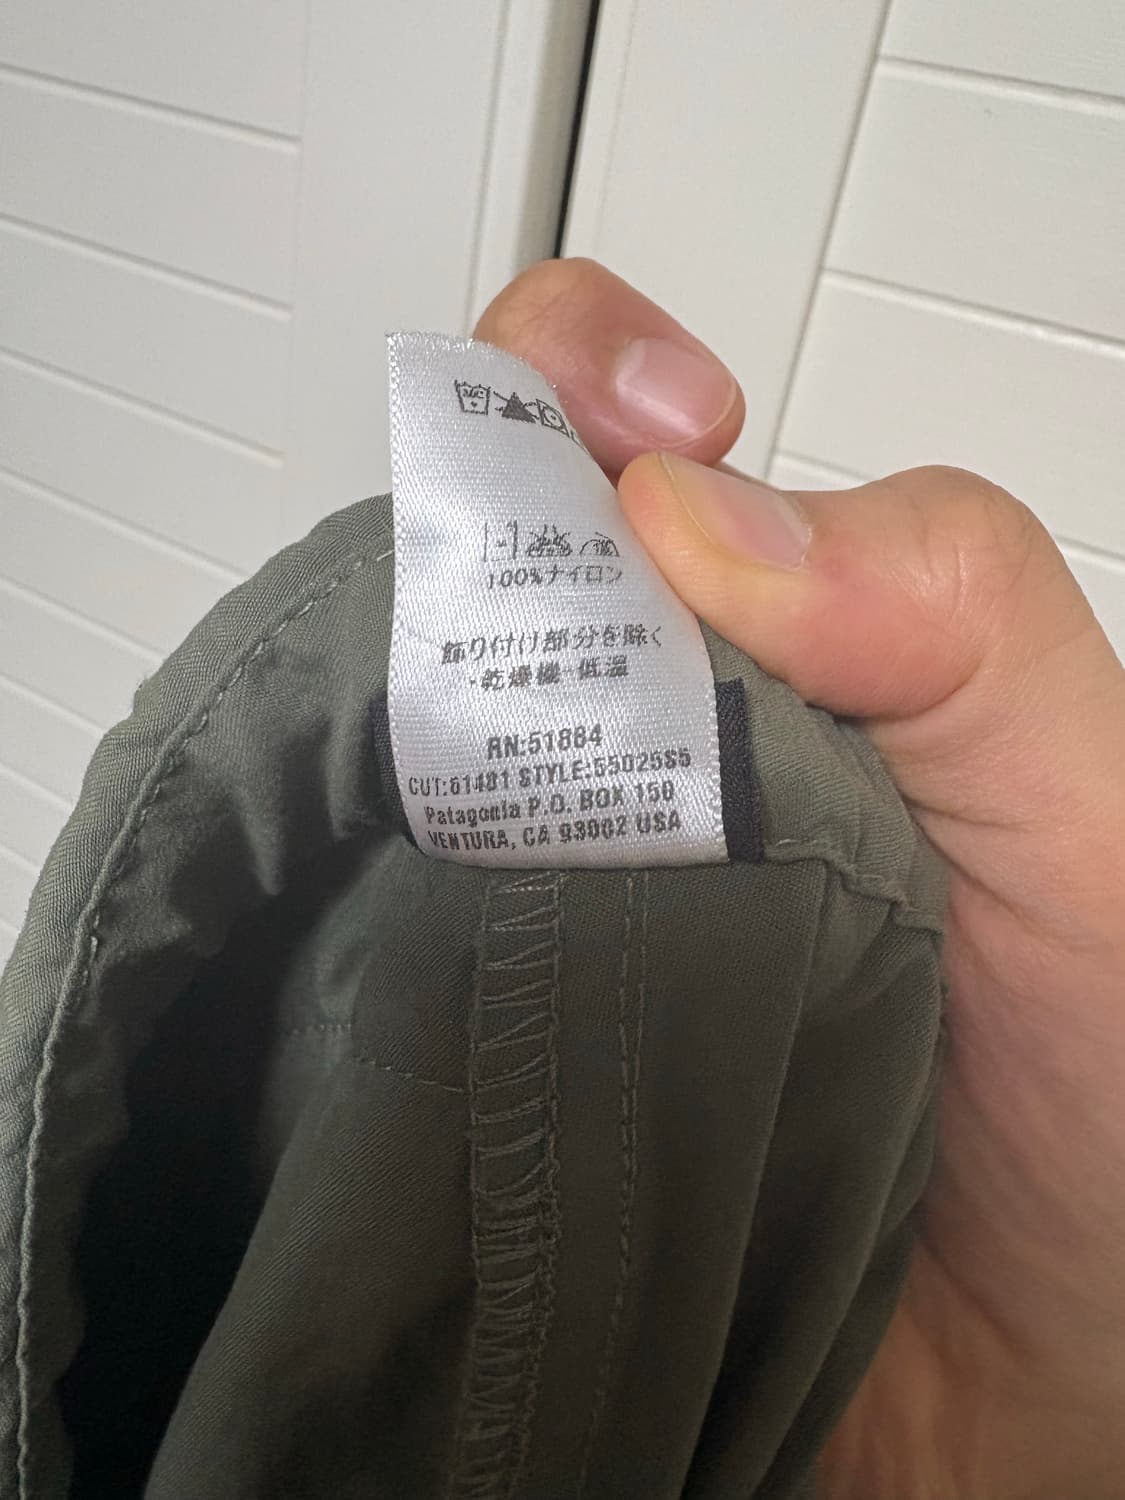 100%ナイロン
飾り付け部分を除く
・乾燥機-低温
RN:51884
CUT:61481 STYLE:55025S5
Patagonia P.O. BOX 150
VENTURA, CA 93002 USA